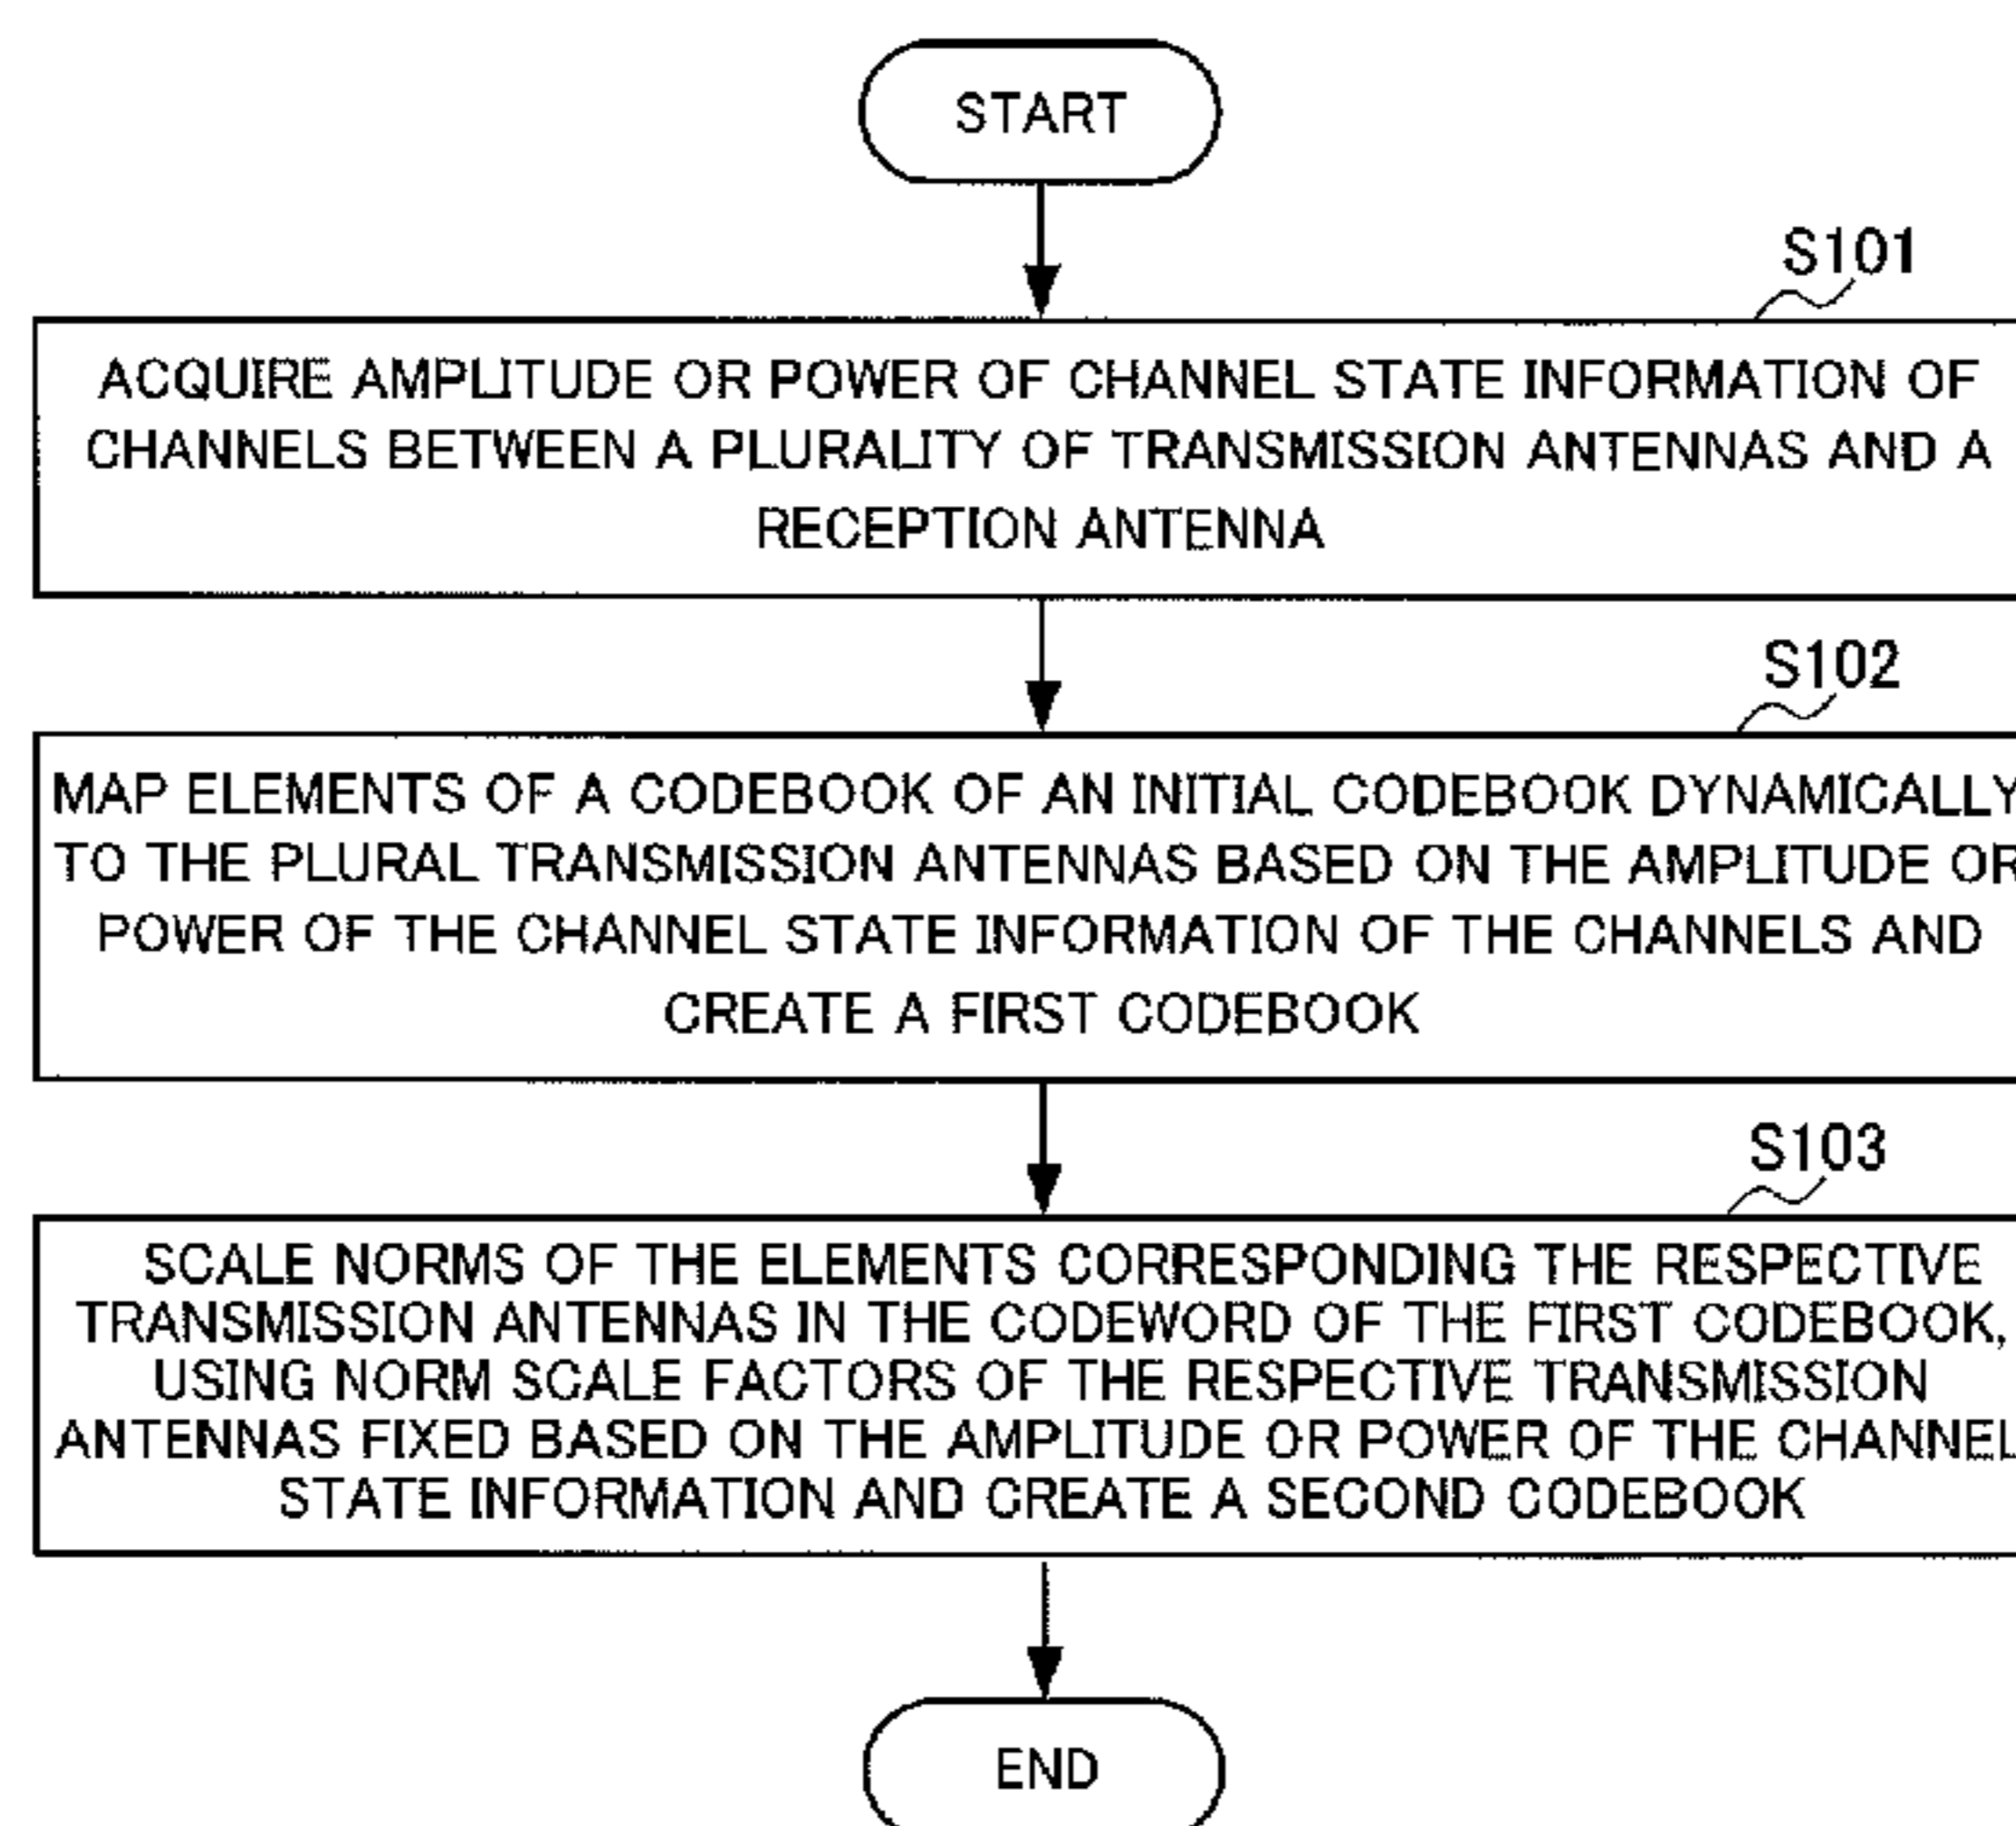 START
S101
ACQUIRE AMPLITUDE OR POWER OF CHANNEL STATE INFORMATION OF
CHANNELS BETWEEN A PLURALITY OF TRANSMISSION ANTENNAS AND A
RECEPTION ANTENNA
S102
MAP ELEMENTS OF A CODEBOOK OF AN INITIAL CODEBOOK DYNAMICALLY
TO THE PLURAL TRANSMISSION ANTENNAS BASED ON THE AMPLITUDE OR
POWER OF THE CHANNEL STATE INFORMATION OF THE CHANNELS AND
CREATE A FIRST CODEBOOK
S103
SCALE NORMS OF THE ELEMENTS CORRESPONDING THE RESPECTIVE
TRANSMISSION ANTENNAS IN THE CODEWORD OF THE FIRST CODEBOOK,
USING NORM SCALE FACTORS OF THE RESPECTIVE TRANSMISSION
ANTENNAS FIXED BASED ON THE AMPLITUDE OR POWER OF THE CHANNEL
STATE INFORMATION AND CREATE A SECOND CODEBOOK
END